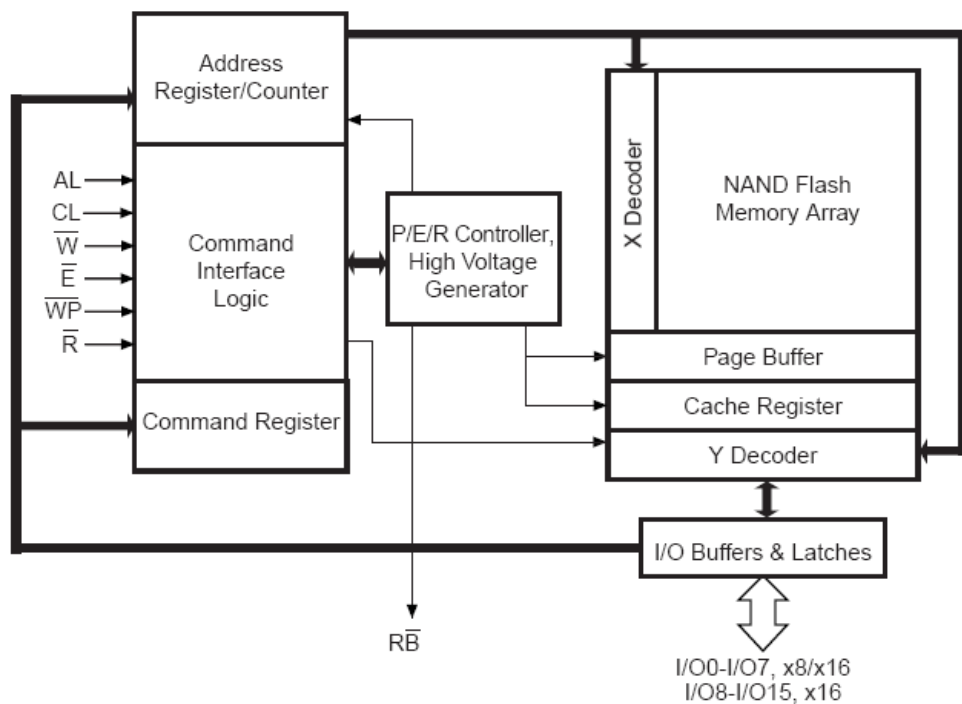 Address
Register/Counter
AL
CL
W̅
E̅
W̅P̅
R̅
Command
Interface
Logic
Command Register
P/E/R Controller,
High Voltage
Generator
RB̅
X Decoder
NAND Flash
Memory Array
Page Buffer
Cache Register
Y Decoder
I/O Buffers & Latches
I/O0-I/O7, x8/x16
I/O8-I/O15, x16